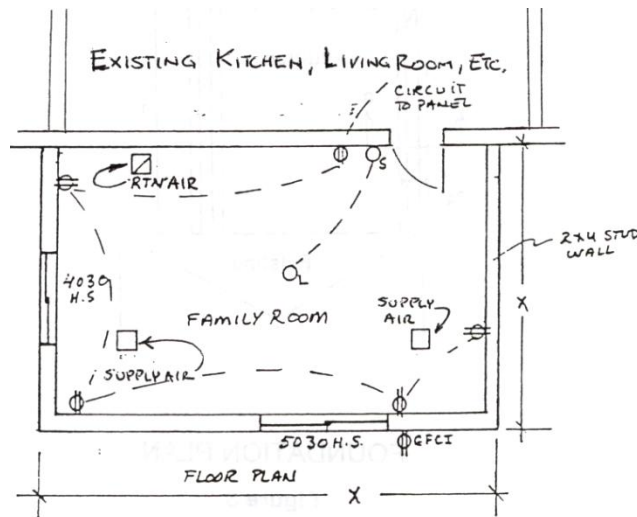 EXISTING KITCHEN, LIVING ROOM, ETC.
CIRCUIT
TO PANEL
S
RTN AIR
2x4 STUD
WALL
4030
H.S
L
X
SUPPLY
AIR
FAMILY ROOM
SUPPLY AIR
5030 H.S.
GFCI
FLOOR PLAN
X